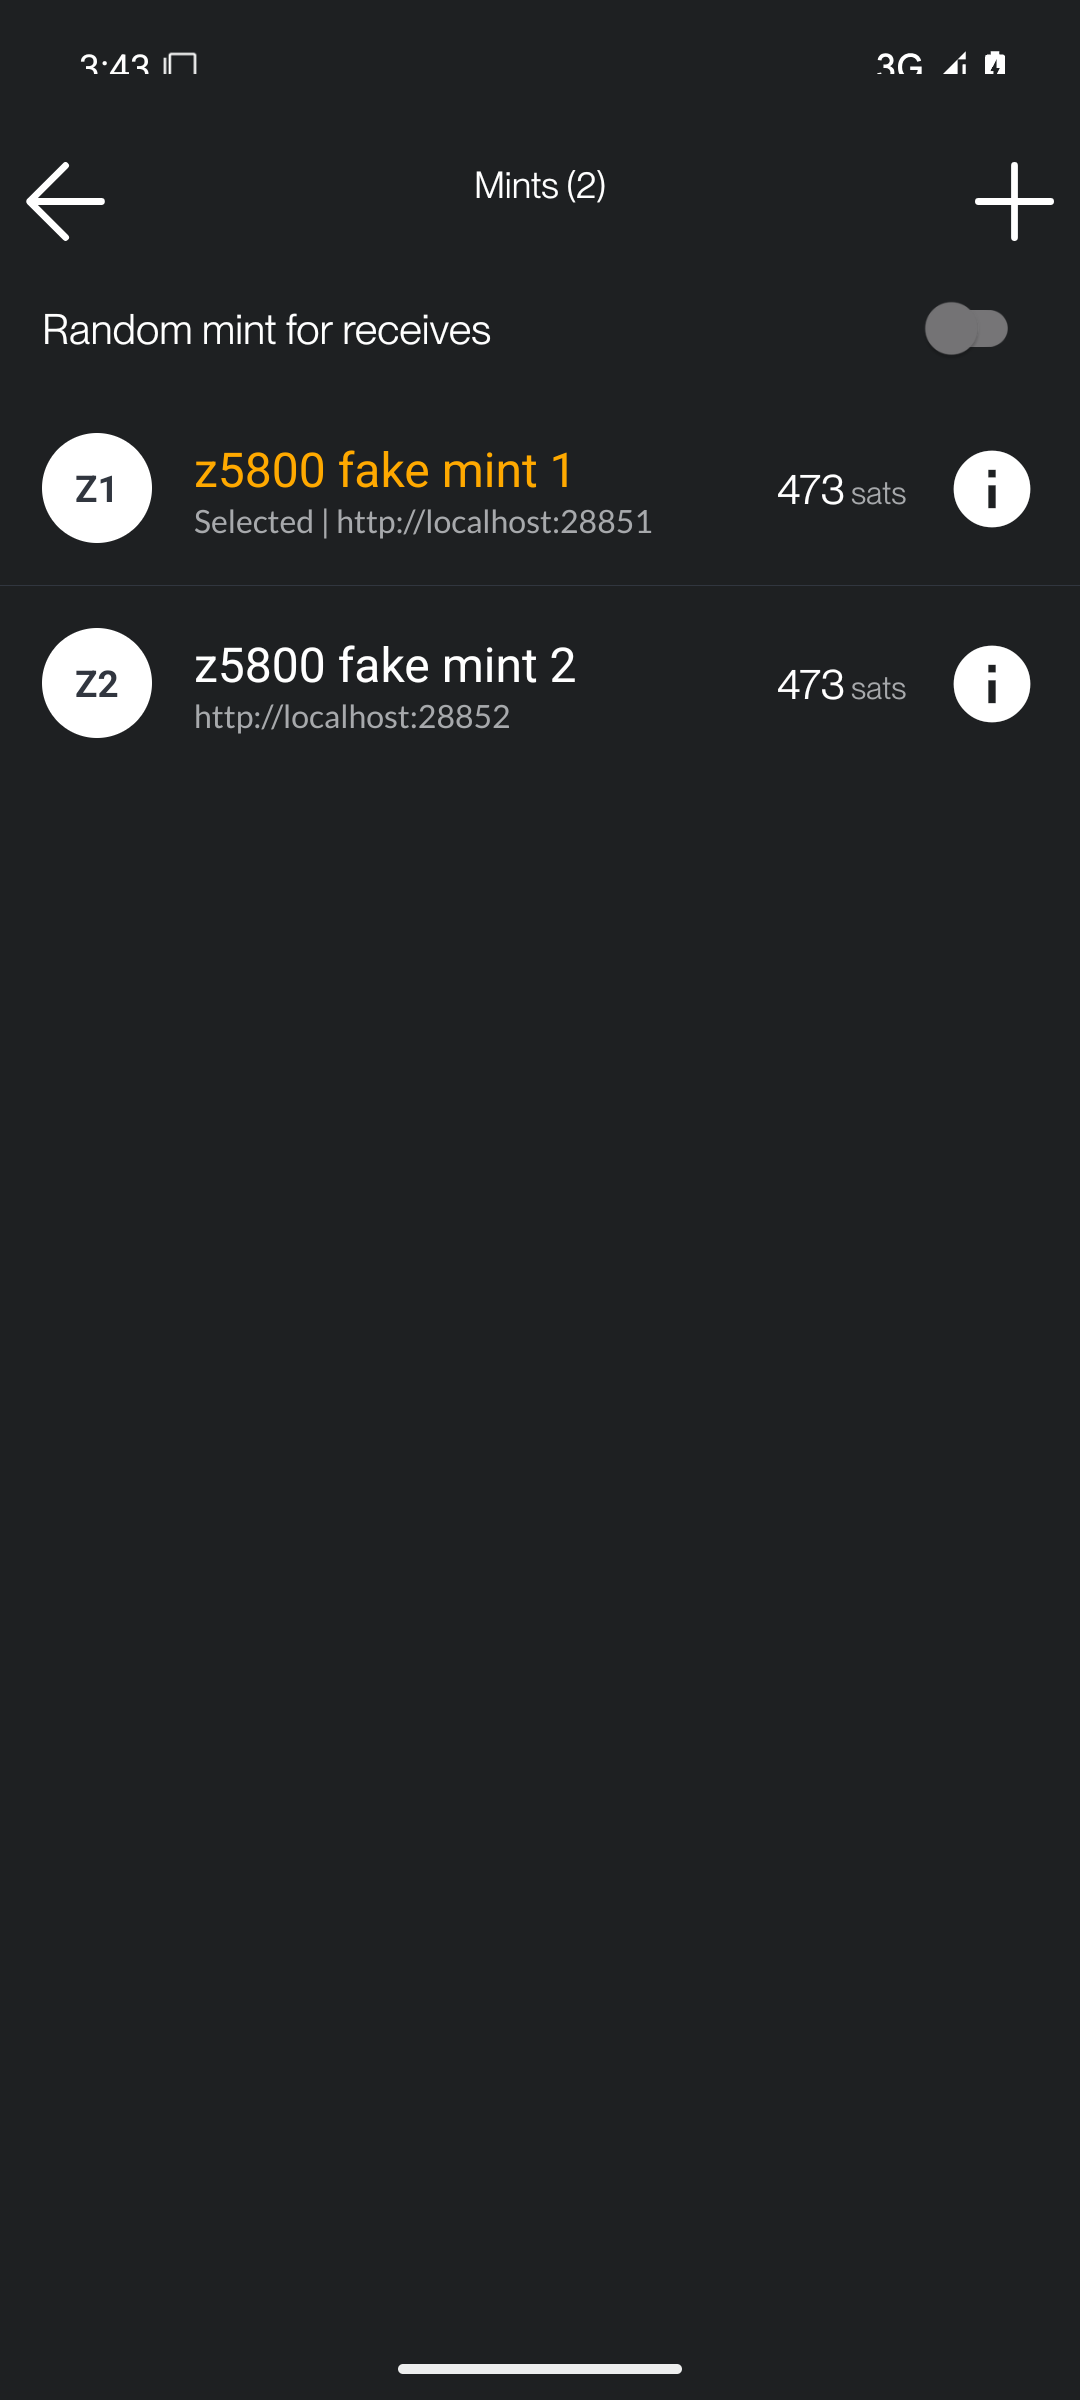 3:43 3G
Mints (2)
Random mint for receives
Z1 z5800 fake mint 1 473 sats
Selected | http://localhost:28851
Z2 z5800 fake mint 2 473 sats
http://localhost:28852